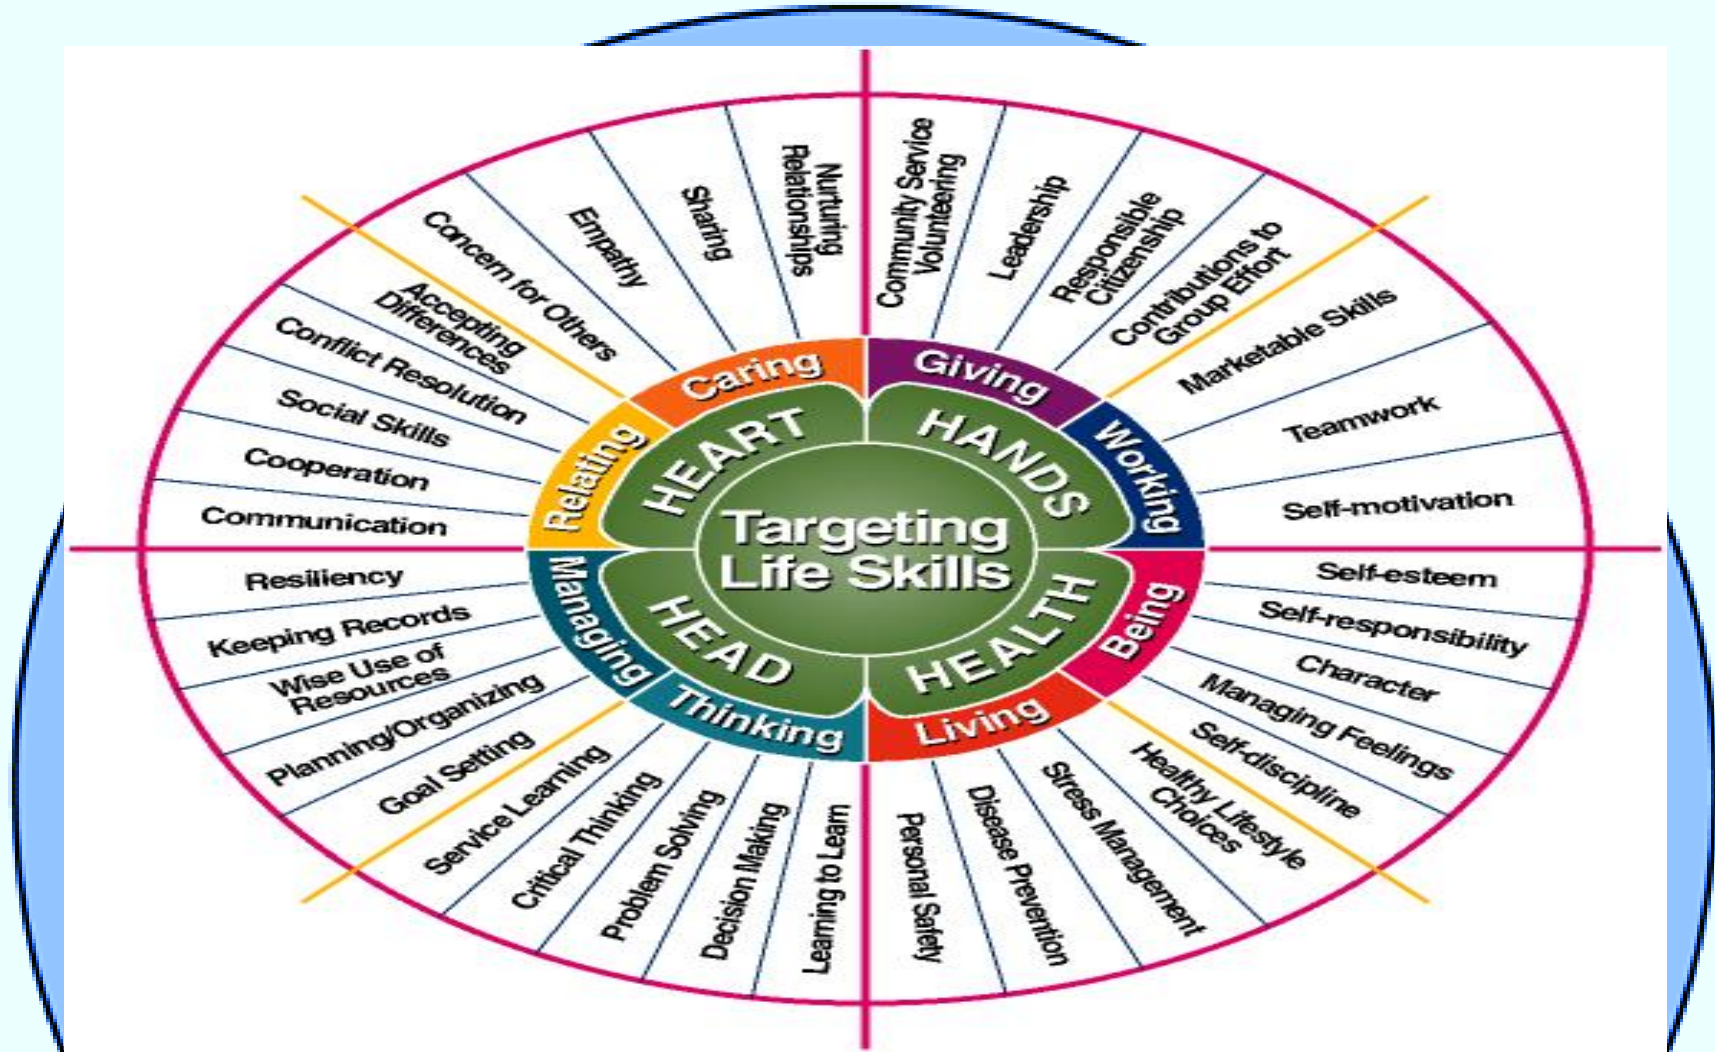 Targeting
Life Skills
HEART
HANDS
HEALTH
HEAD
Caring
Giving
Working
Being
Living
Thinking
Managing
Relating
Nurturing
Relationships
Sharing
Empathy
Concern for Others
Community Service
Volunteering
Leadership
Responsible
Citizenship
Contributions to
Group Effort
Marketable Skills
Teamwork
Self-motivation
Self-esteem
Self-responsibility
Character
Managing Feelings
Self-discipline
Healthy Lifestyle
Choices
Stress Management
Disease Prevention
Personal Safety
Learning to Learn
Decision Making
Problem Solving
Critical Thinking
Service Learning
Goal Setting
Planning/Organizing
Wise Use of
Resources
Keeping Records
Resiliency
Communication
Cooperation
Social Skills
Conflict Resolution
Accepting
Differences